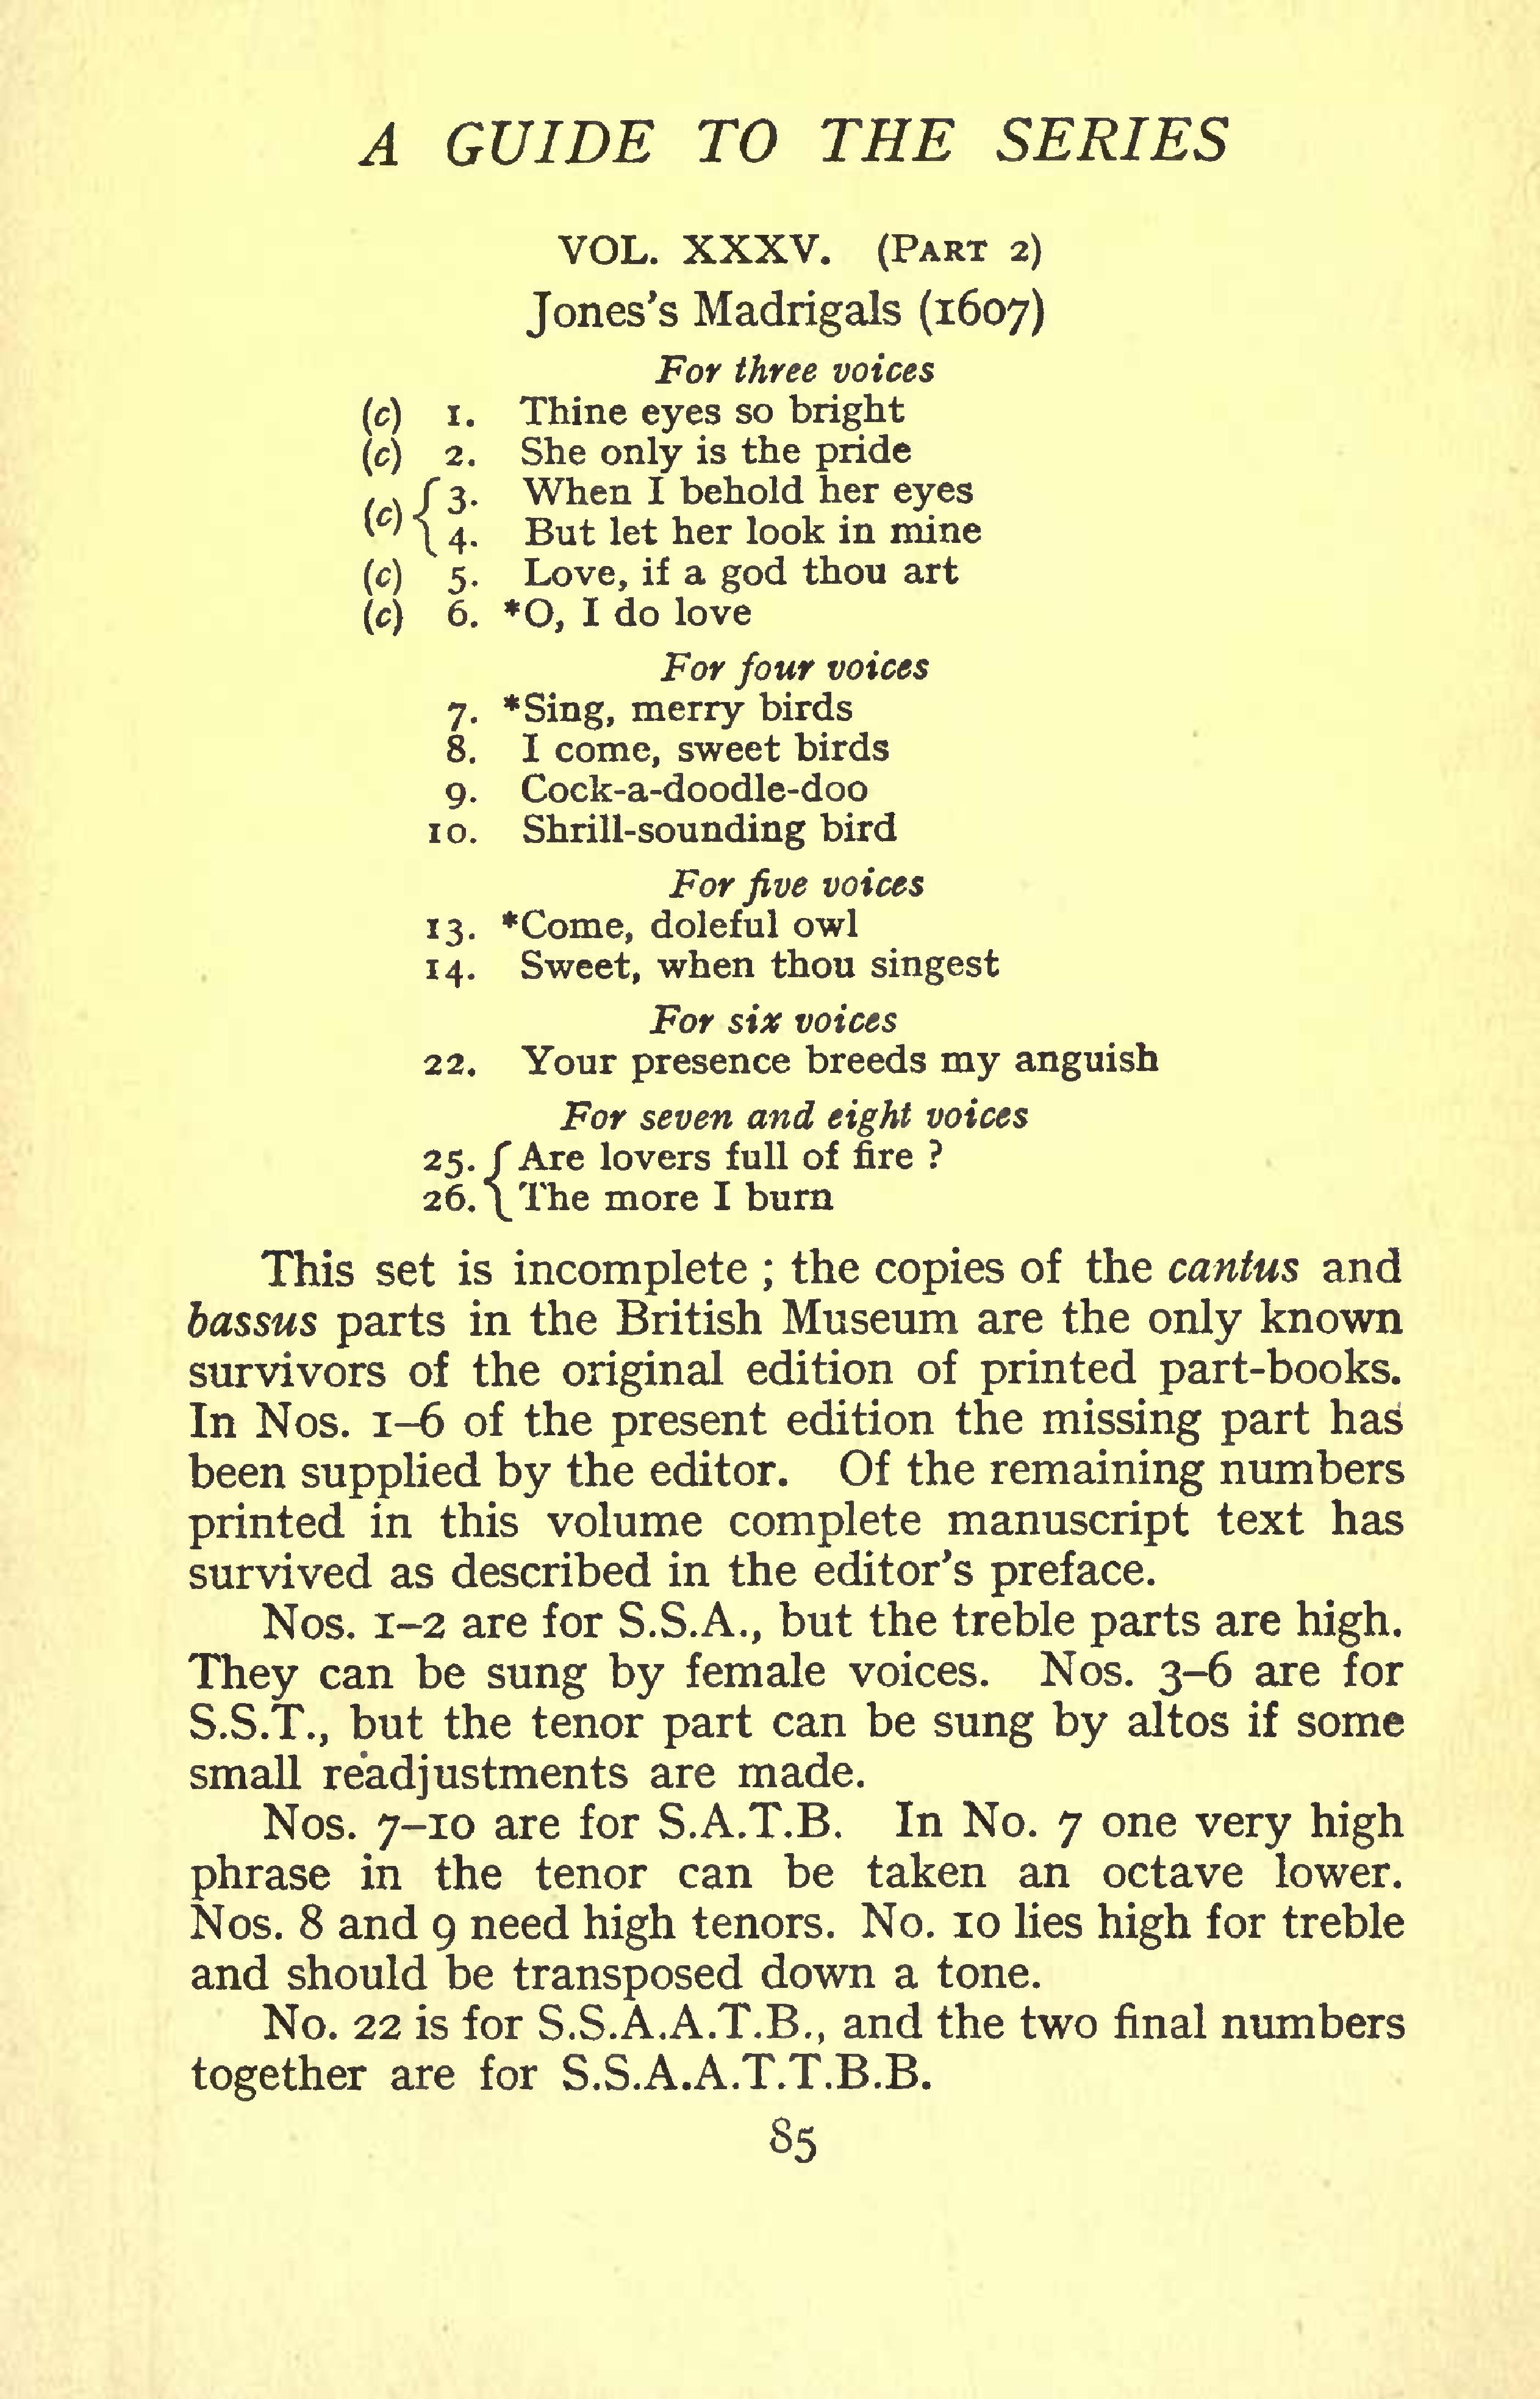 A GUIDE TO THE SERIES
VOL. XXXV. (PART 2)
Jones's Madrigals (1607)
For three voices
(c) 1. Thine eyes so bright
(c) 2. She only is the pride
(c) { 3. When I behold her eyes
4. But let her look in mine
(c) 5. Love, if a god thou art
(c) 6. *O, I do love
For four voices
7. *Sing, merry birds
8. I come, sweet birds
9. Cock-a-doodle-doo
10. Shrill-sounding bird
For five voices
13. *Come, doleful owl
14. Sweet, when thou singest
For six voices
22. Your presence breeds my anguish
For seven and eight voices
25. { Are lovers full of fire ?
26. The more I burn
This set is incomplete ; the copies of the cantus and
bassus parts in the British Museum are the only known
survivors of the original edition of printed part-books.
In Nos. 1–6 of the present edition the missing part has
been supplied by the editor. Of the remaining numbers
printed in this volume complete manuscript text has
survived as described in the editor's preface.
Nos. 1–2 are for S.S.A., but the treble parts are high.
They can be sung by female voices. Nos. 3–6 are for
S.S.T., but the tenor part can be sung by altos if some
small readjustments are made.
Nos. 7–10 are for S.A.T.B. In No. 7 one very high
phrase in the tenor can be taken an octave lower.
Nos. 8 and 9 need high tenors. No. 10 lies high for treble
and should be transposed down a tone.
No. 22 is for S.S.A.A.T.B., and the two final numbers
together are for S.S.A.A.T.T.B.B.
85